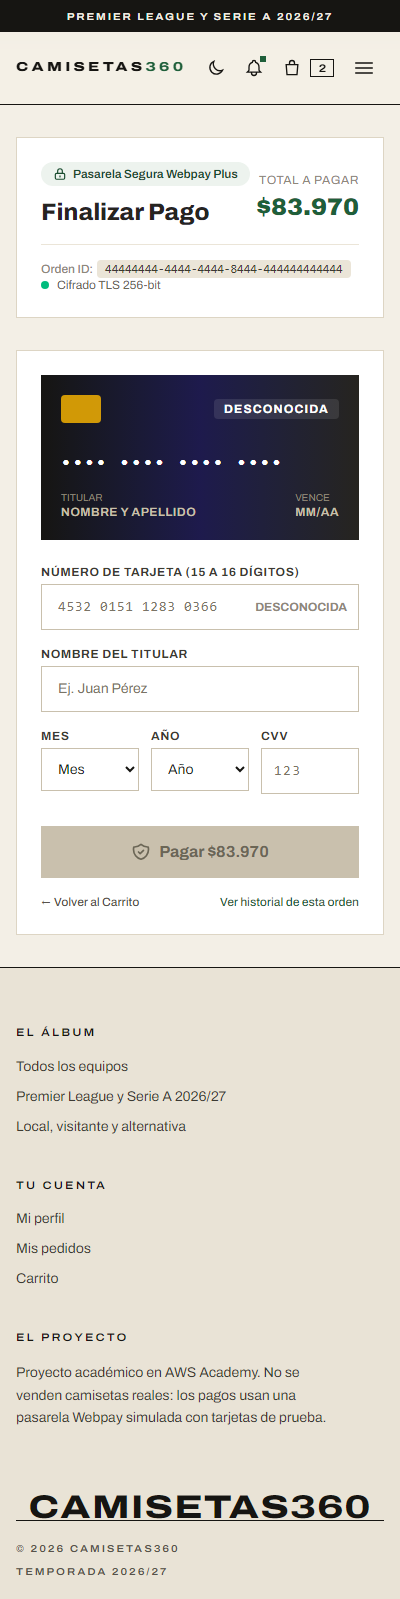 PREMIER LEAGUE Y SERIE A 2026/27
CAMISETAS360
2
Pasarela Segura Webpay Plus
Finalizar Pago
TOTAL A PAGAR
$83.970
Orden ID: 44444444-4444-4444-8444-444444444444
Cifrado TLS 256-bit
DESCONOCIDA
•••• •••• •••• ••••
TITULAR
NOMBRE Y APELLIDO
VENCE
MM/AA
NÚMERO DE TARJETA (15 A 16 DÍGITOS)
4532 0151 1283 0366 DESCONOCIDA
NOMBRE DEL TITULAR
Ej. Juan Pérez
MES AÑO CVV
Mes Año 123
Pagar $83.970
← Volver al Carrito Ver historial de esta orden
EL ÁLBUM
Todos los equipos
Premier League y Serie A 2026/27
Local, visitante y alternativa
TU CUENTA
Mi perfil
Mis pedidos
Carrito
EL PROYECTO
Proyecto académico en AWS Academy. No se
venden camisetas reales: los pagos usan una
pasarela Webpay simulada con tarjetas de prueba.
CAMISETAS360
© 2026 CAMISETAS360
TEMPORADA 2026/27